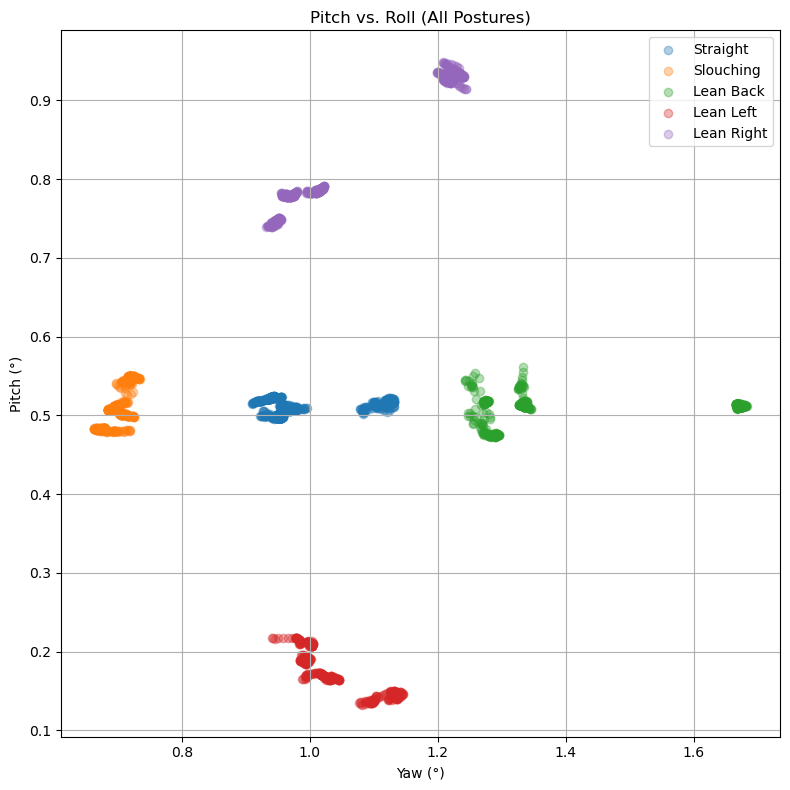 Pitch vs. Roll (All Postures)
Straight
Slouching
Lean Back
Lean Left
Lean Right
0.9
0.8
0.7
0.6
0.5
0.4
0.3
0.2
0.1
Pitch (°)
0.8
1.0
1.2
1.4
1.6
Yaw (°)